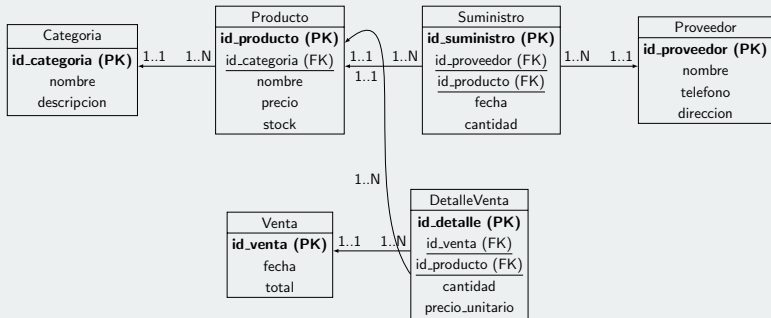 Categoria
id_categoria (PK)
nombre
descripcion
1..1
1..N
Producto
id_producto (PK)
id_categoria (FK)
nombre
precio
stock
1..1
1..1
1..N
Suministro
id_suministro (PK)
id_proveedor (FK)
id_producto (FK)
fecha
cantidad
1..N
1..1
Proveedor
id_proveedor (PK)
nombre
telefono
direccion
1..N
Venta
id_venta (PK)
fecha
total
1..1
1..N
DetalleVenta
id_detalle (PK)
id_venta (FK)
id_producto (FK)
cantidad
precio_unitario